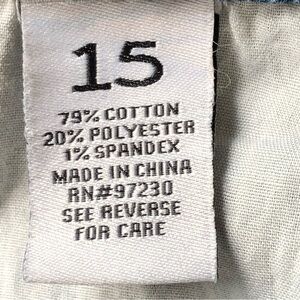 15
79% COTTON
20% POLYESTER
1% SPANDEX
MADE IN CHINA
RN#97230
SEE REVERSE
FOR CARE